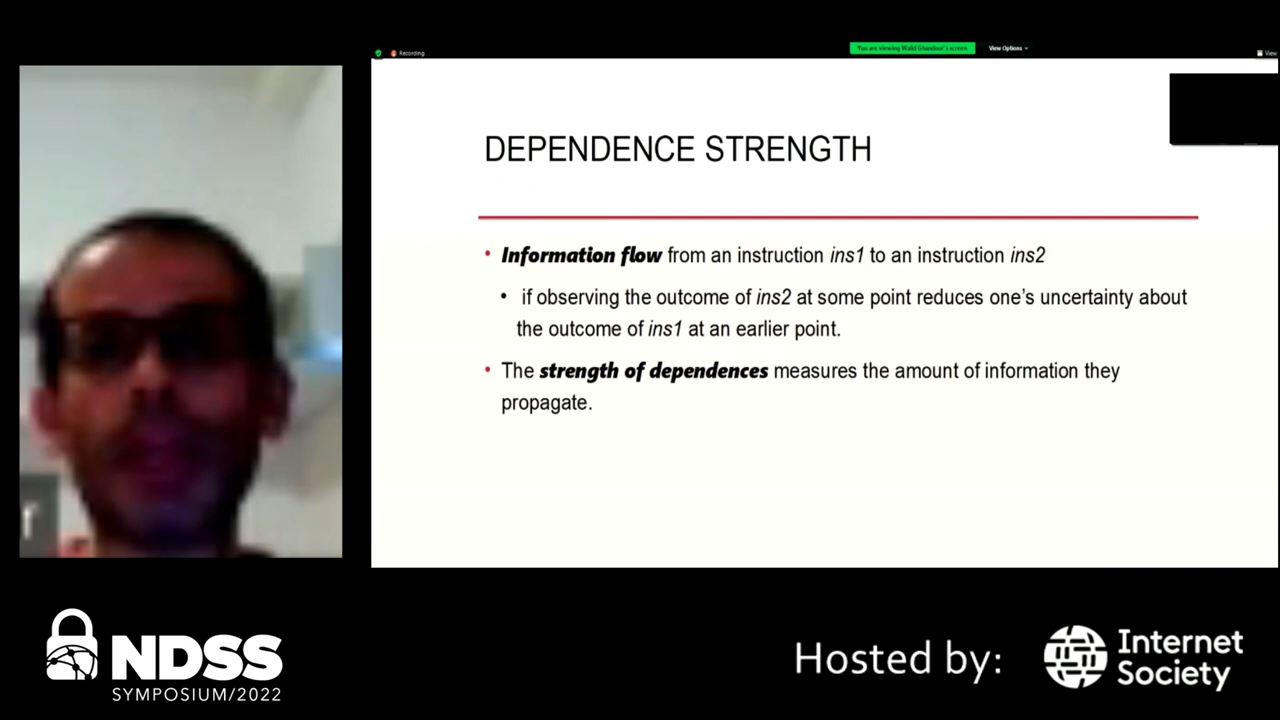 Recording
You are viewing Walid Ghandour's screen
View Options
View
DEPENDENCE STRENGTH
• Information flow from an instruction ins1 to an instruction ins2
• if observing the outcome of ins2 at some point reduces one's uncertainty about
the outcome of ins1 at an earlier point.
• The strength of dependences measures the amount of information they
propagate.
r
NDSS
SYMPOSIUM/2022
Hosted by:
Internet
Society